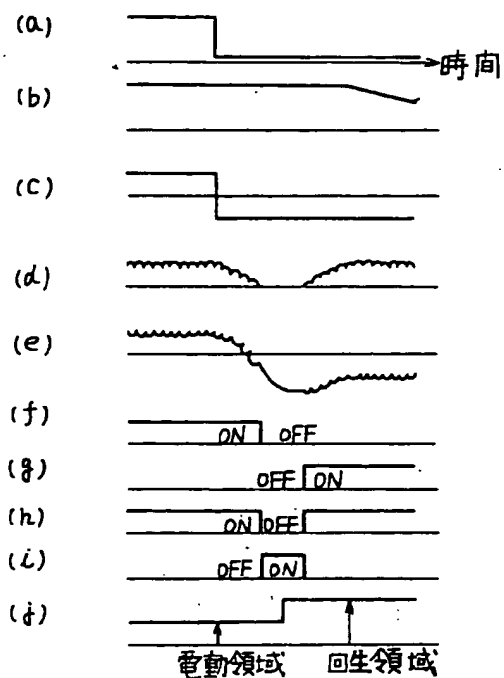 (a)
時間
(b)
(c)
(d)
(e)
(f)
ON OFF
(g)
OFF ON
(h)
ON OFF
(i)
OFF ON
(j)
電動領域 回生領域